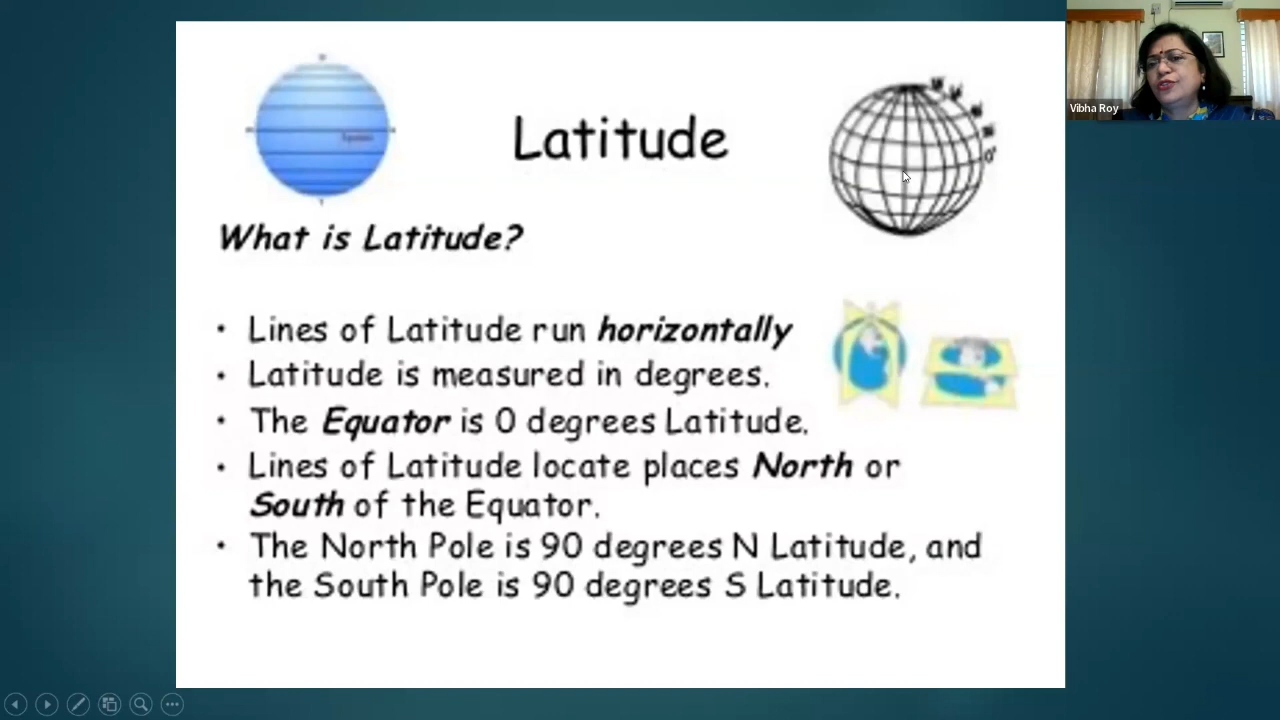 Latitude
What is Latitude?
• Lines of Latitude run horizontally
• Latitude is measured in degrees.
• The Equator is 0 degrees Latitude.
• Lines of Latitude locate places North or
South of the Equator.
• The North Pole is 90 degrees N Latitude, and
the South Pole is 90 degrees S Latitude.
Vibha Roy